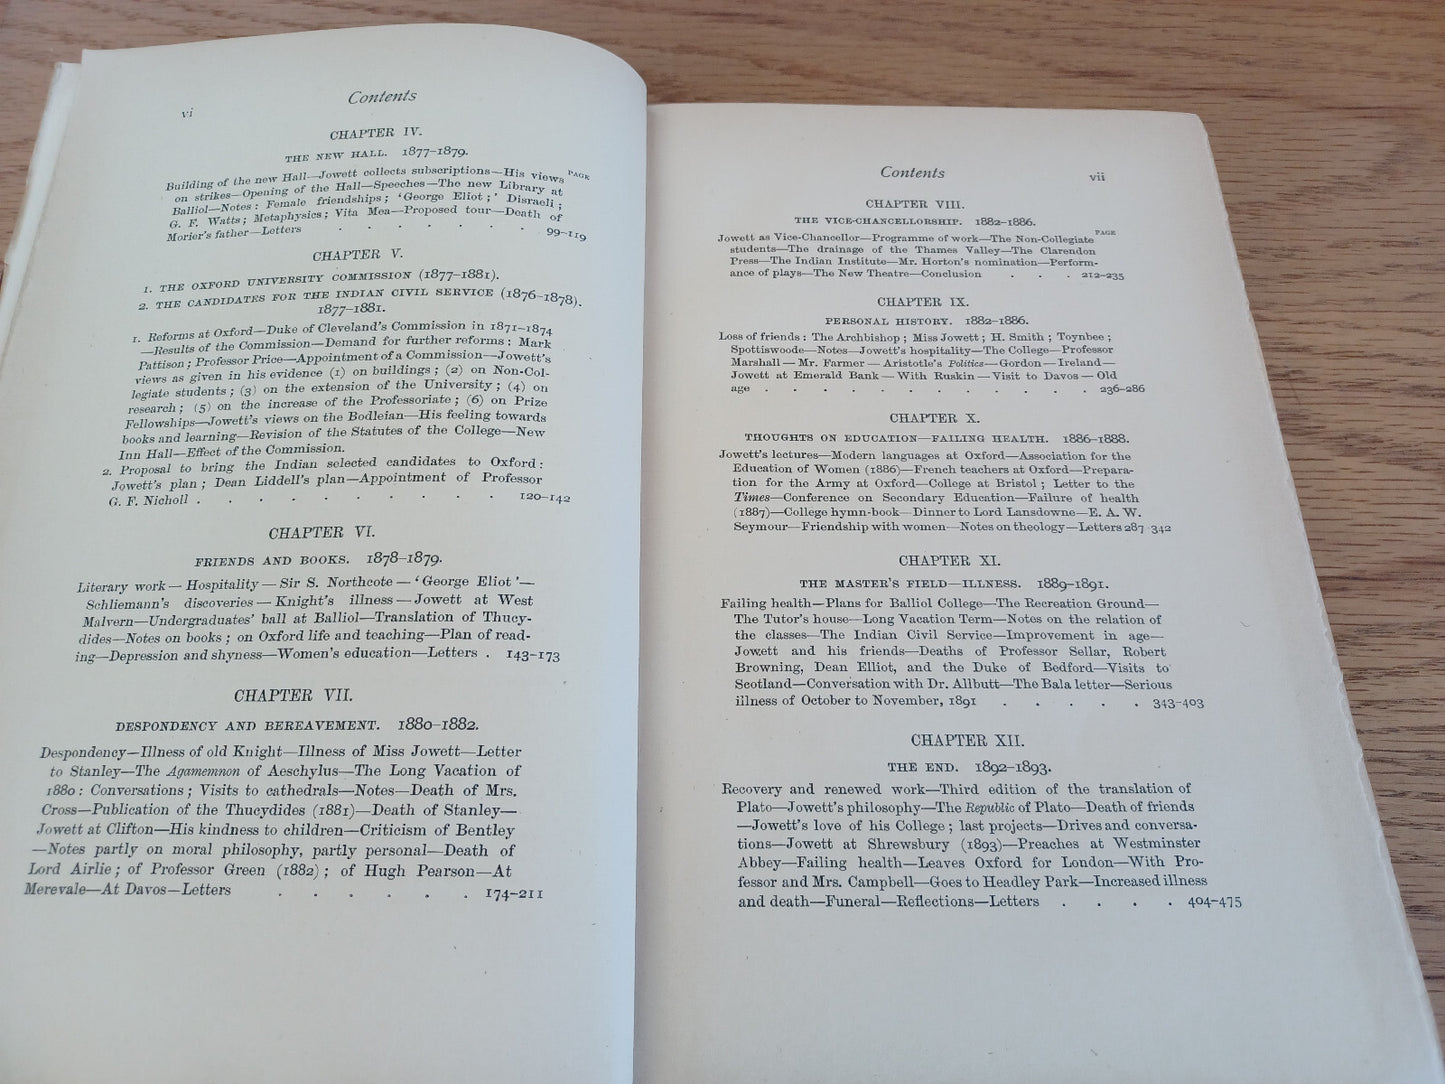 vi
Contents
CHAPTER IV.
THE NEW HALL. 1877–1879.
PAGE
Building of the new Hall—Jowett collects subscriptions—His views
on strikes—Opening of the Hall—Speeches—The new Library at
Balliol—Notes: Female friendships; 'George Eliot;' Disraeli;
G. F. Watts; Metaphysics; Vita Mea—Proposed tour—Death of
Morier's father—Letters . . . . . . . 99–119
CHAPTER V.
1. THE OXFORD UNIVERSITY COMMISSION (1877–1881).
2. THE CANDIDATES FOR THE INDIAN CIVIL SERVICE (1876–1878).
1877–1881.
1. Reforms at Oxford—Duke of Cleveland's Commission in 1871–1874
—Results of the Commission—Demand for further reforms: Mark
Pattison; Professor Price—Appointment of a Commission—Jowett's
views as given in his evidence (1) on buildings; (2) on Non-Col-
legiate students; (3) on the extension of the University; (4) on
research; (5) on the increase of the Professoriate; (6) on Prize
Fellowships—Jowett's views on the Bodleian—His feeling towards
books and learning—Revision of the Statutes of the College—New
Inn Hall—Effect of the Commission.
2. Proposal to bring the Indian selected candidates to Oxford:
Jowett's plan; Dean Liddell's plan—Appointment of Professor
G. F. Nicholl . . . . . . . . . . 120–142
CHAPTER VI.
FRIENDS AND BOOKS. 1878–1879.
Literary work—Hospitality—Sir S. Northcote—'George Eliot'—
Schliemann's discoveries—Knight's illness—Jowett at West
Malvern—Undergraduates' ball at Balliol—Translation of Thucy-
dides—Notes on books; on Oxford life and teaching—Plan of read-
ing—Depression and shyness—Women's education—Letters . 143–173
CHAPTER VII.
DESPONDENCY AND BEREAVEMENT. 1880–1882.
Despondency—Illness of old Knight—Illness of Miss Jowett—Letter
to Stanley—The Agamemnon of Aeschylus—The Long Vacation of
1880: Conversations; Visits to cathedrals—Notes—Death of Mrs.
Cross—Publication of the Thucydides (1881)—Death of Stanley—
Jowett at Clifton—His kindness to children—Criticism of Bentley
—Notes partly on moral philosophy, partly personal—Death of
Lord Airlie; of Professor Green (1882); of Hugh Pearson—At
Merevale—At Davos—Letters . . . . . 174–211
Contents
vii
CHAPTER VIII.
THE VICE-CHANCELLORSHIP. 1882–1886.
PAGE
Jowett as Vice-Chancellor—Programme of work—The Non-Collegiate
students—The drainage of the Thames Valley—The Clarendon
Press—The Indian Institute—Mr. Horton's nomination—Perform-
ance of plays—The New Theatre—Conclusion . . . . 212–235
CHAPTER IX.
PERSONAL HISTORY. 1882–1886.
Loss of friends: The Archbishop; Miss Jowett; H. Smith; Toynbee;
Spottiswoode—Notes—Jowett's hospitality—The College—Professor
Marshall—Mr. Farmer—Aristotle's Politics—Gordon—Ireland—
Jowett at Emerald Bank—With Ruskin—Visit to Davos—Old
age . . . . . . . . . . . . 236–286
CHAPTER X.
THOUGHTS ON EDUCATION—FAILING HEALTH. 1886–1888.
Jowett's lectures—Modern languages at Oxford—Association for the
Education of Women (1886)—French teachers at Oxford—Prepara-
tion for the Army at Oxford—College at Bristol; Letter to the
Times—Conference on Secondary Education—Failure of health
(1887)—College hymn-book—Dinner to Lord Lansdowne—E. A. W.
Seymour—Friendship with women—Notes on theology—Letters 287–342
CHAPTER XI.
THE MASTER'S FIELD—ILLNESS. 1889–1891.
Failing health—Plans for Balliol College—The Recreation Ground—
The Tutor's house—Long Vacation Term—Notes on the relation of
the classes—The Indian Civil Service—Improvement in age—
Jowett and his friends—Deaths of Professor Sellar, Robert
Browning, Dean Elliot, and the Duke of Bedford—Visits to
Scotland—Conversation with Dr. Allbutt—The Bala letter—Serious
illness of October to November, 1891 . . . . . 343–403
CHAPTER XII.
THE END. 1892–1893.
Recovery and renewed work—Third edition of the translation of
Plato—Jowett's philosophy—The Republic of Plato—Death of friends
—Jowett's love of his College; last projects—Drives and conversa-
tions—Jowett at Shrewsbury (1893)—Preaches at Westminster
Abbey—Failing health—Leaves Oxford for London—With Pro-
fessor and Mrs. Campbell—Goes to Headley Park—Increased illness
and death—Funeral—Reflections—Letters . . . . 404–475